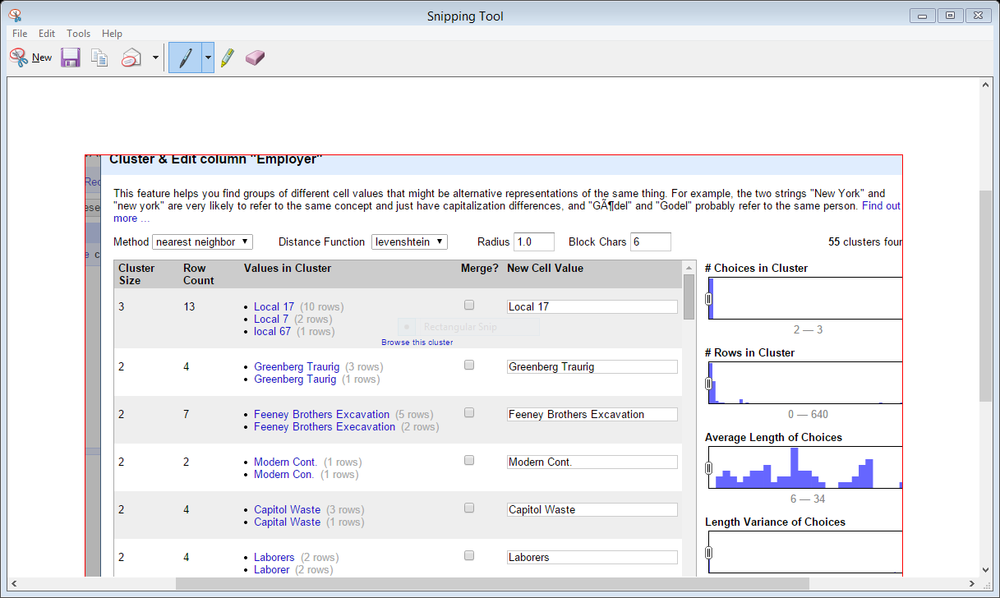 Snipping Tool
File Edit Tools Help
New
Cluster & Edit column "Employer"
This feature helps you find groups of different cell values that might be alternative representations of the same thing. For example, the two strings "New York" and
"new york" are very likely to refer to the same concept and just have capitalization differences, and "GÃ¶del" and "Godel" probably refer to the same person. Find out
more ...
Method nearest neighbor Distance Function levenshtein Radius 1.0 Block Chars 6 55 clusters four
Cluster Size Row Count Values in Cluster Merge? New Cell Value
3 13 • Local 17 (10 rows) Local 17
• Local 7 (2 rows)
• local 67 (1 rows)
Rectangular Snip
Browse this cluster
2 4 • Greenberg Traurig (3 rows) Greenberg Traurig
• Greenberg Taurig (1 rows)
2 7 • Feeney Brothers Excavation (5 rows) Feeney Brothers Excavation
• Feeney Brothers Execavation (2 rows)
2 2 • Modern Cont. (1 rows) Modern Cont.
• Modern Con. (1 rows)
2 4 • Capitol Waste (3 rows) Capitol Waste
• Capital Waste (1 rows)
2 4 • Laborers (2 rows) Laborers
• Laborer (2 rows)
# Choices in Cluster
2 — 3
# Rows in Cluster
0 — 640
Average Length of Choices
6 — 34
Length Variance of Choices